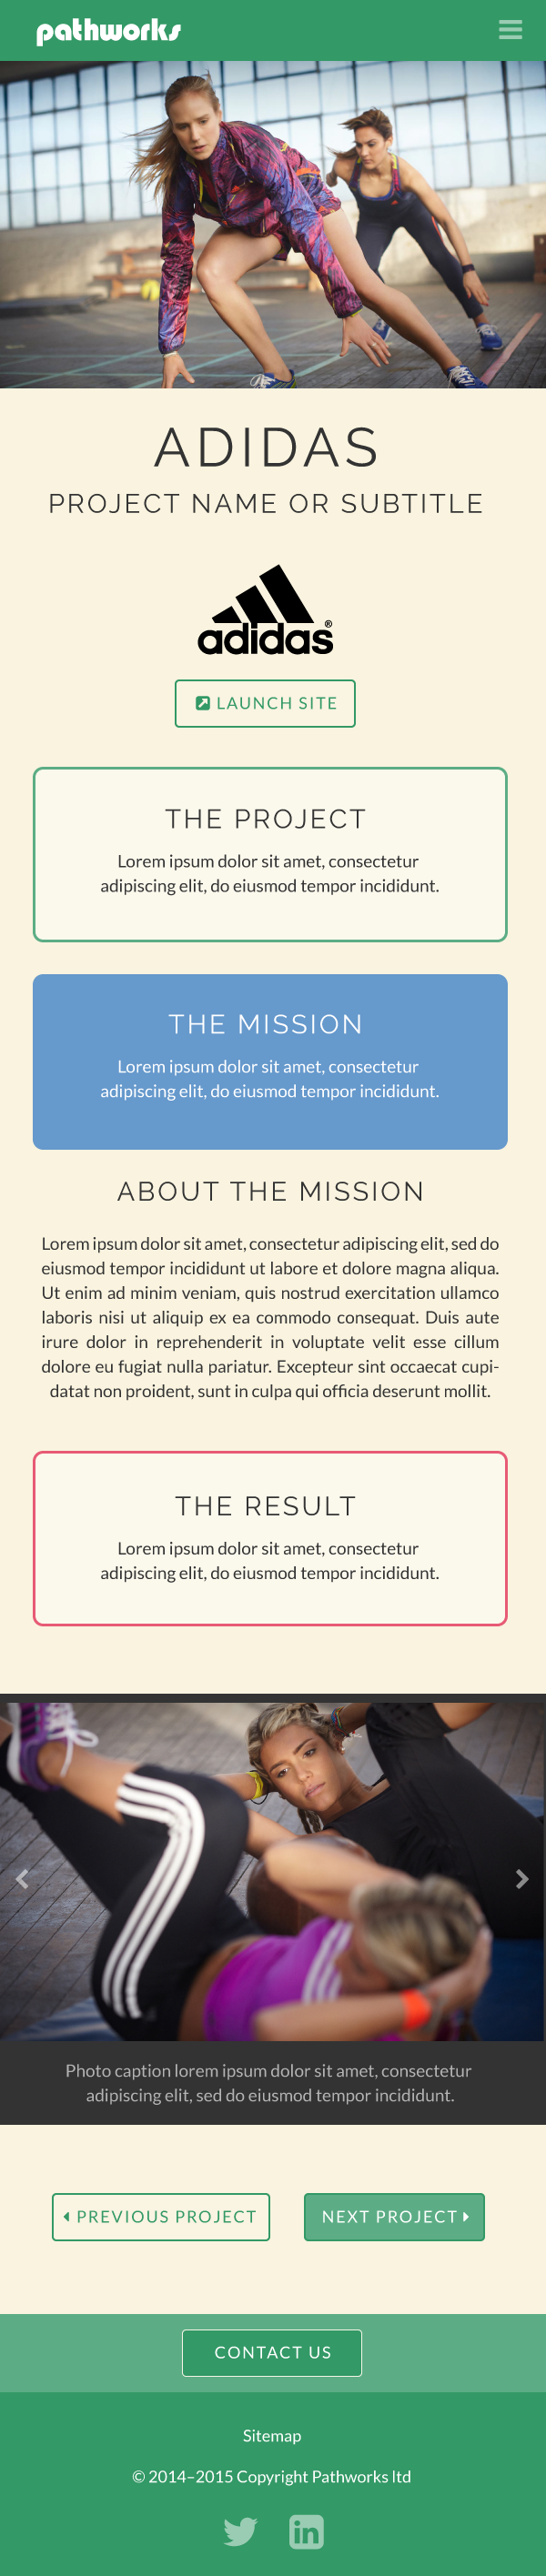 pathworks
ADIDAS
PROJECT NAME OR SUBTITLE
adidas®
LAUNCH SITE
THE PROJECT
Lorem ipsum dolor sit amet, consectetur
adipiscing elit, do eiusmod tempor incididunt.
THE MISSION
Lorem ipsum dolor sit amet, consectetur
adipiscing elit, do eiusmod tempor incididunt.
ABOUT THE MISSION
Lorem ipsum dolor sit amet, consectetur adipiscing elit, sed do
eiusmod tempor incididunt ut labore et dolore magna aliqua.
Ut enim ad minim veniam, quis nostrud exercitation ullamco
laboris nisi ut aliquip ex ea commodo consequat. Duis aute
irure dolor in reprehenderit in voluptate velit esse cillum
dolore eu fugiat nulla pariatur. Excepteur sint occaecat cupi-
datat non proident, sunt in culpa qui officia deserunt mollit.
THE RESULT
Lorem ipsum dolor sit amet, consectetur
adipiscing elit, do eiusmod tempor incididunt.
Photo caption lorem ipsum dolor sit amet, consectetur
adipiscing elit, sed do eiusmod tempor incididunt.
PREVIOUS PROJECT
NEXT PROJECT
CONTACT US
Sitemap
© 2014–2015 Copyright Pathworks ltd
in